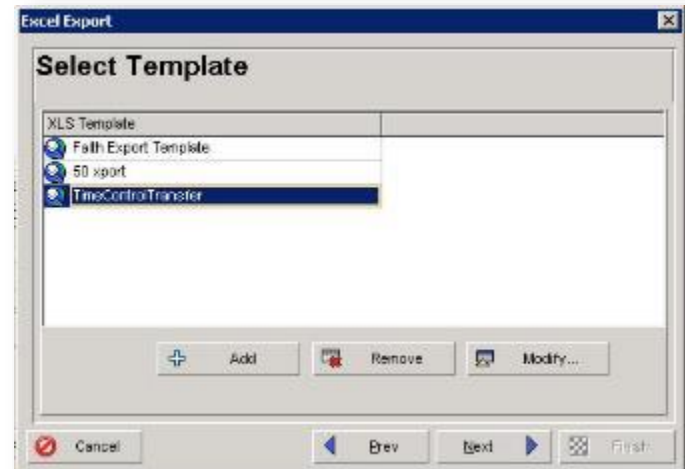 Excel Export
Select Template
XLS Template
Faith Export Template
50 xport
TimeControlTransfer
Add Remove Modify...
Cancel Prev Next Finish